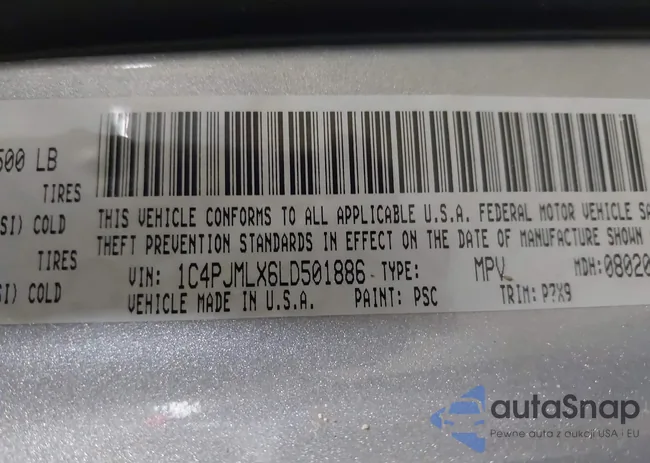 500 LB
TIRES
SI) COLD
TIRES
SI) COLD
THIS VEHICLE CONFORMS TO ALL APPLICABLE U.S.A. FEDERAL MOTOR VEHICLE SA
THEFT PREVENTION STANDARDS IN EFFECT ON THE DATE OF MANUFACTURE SHOWN
VIN: 1C4PJMLX6LD501886 TYPE: MPV MDH:08020
VEHICLE MADE IN U.S.A. PAINT: PSC TRIM: P7X9
autaSnap
Pewne auta z aukcji USA i EU